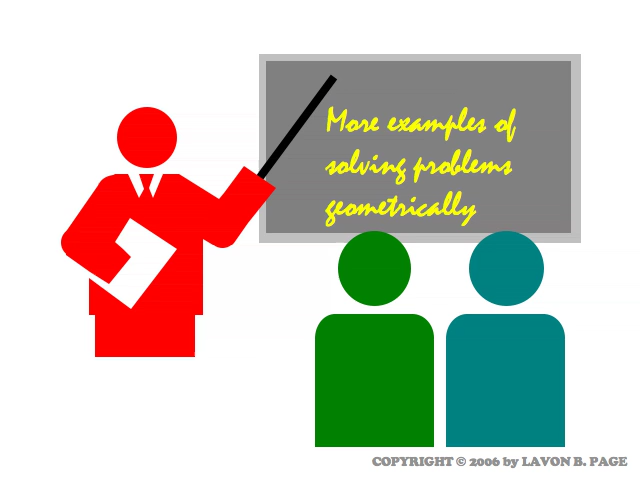 More examples of
solving problems
geometrically
COPYRIGHT © 2006 by LAVON B. PAGE